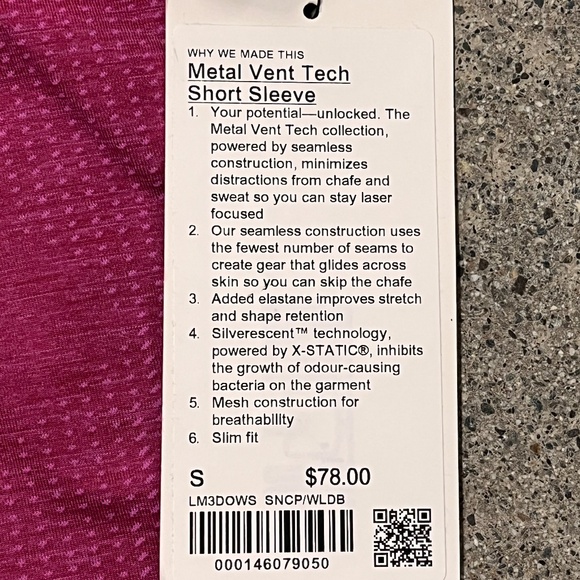 WHY WE MADE THIS
Metal Vent Tech
Short Sleeve
1. Your potential—unlocked. The
Metal Vent Tech collection,
powered by seamless
construction, minimizes
distractions from chafe and
sweat so you can stay laser
focused
2. Our seamless construction uses
the fewest number of seams to
create gear that glides across
skin so you can skip the chafe
3. Added elastane improves stretch
and shape retention
4. Silverescent™ technology,
powered by X-STATIC®, inhibits
the growth of odour-causing
bacteria on the garment
5. Mesh construction for
breathability
6. Slim fit
S $78.00
LM3DOWS SNCP/WLDB
000146079050